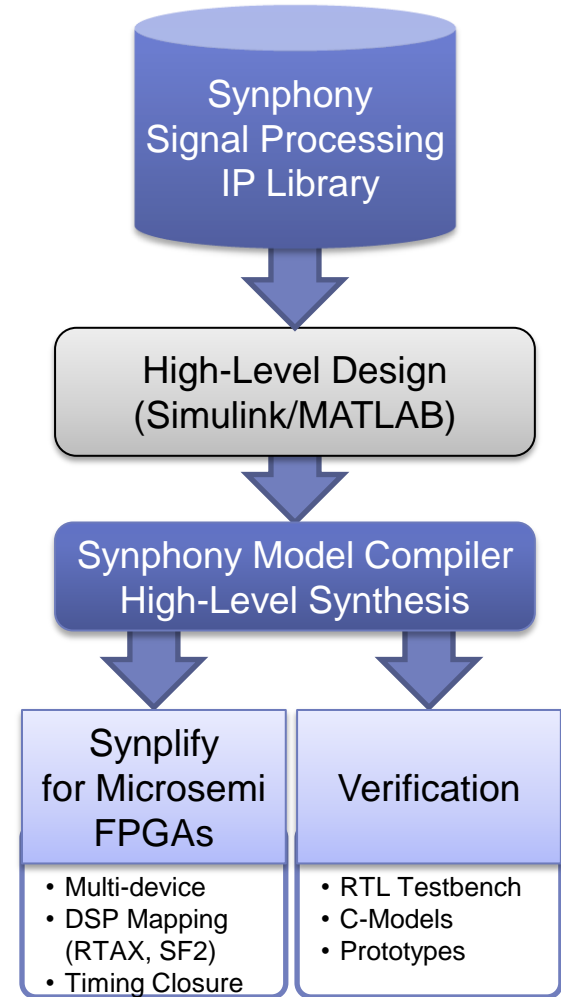 Synphony
Signal Processing
IP Library
High-Level Design
(Simulink/MATLAB)
Synphony Model Compiler
High-Level Synthesis
Synplify
for Microsemi
FPGAs
• Multi-device
• DSP Mapping
(RTAX, SF2)
• Timing Closure
Verification
• RTL Testbench
• C-Models
• Prototypes